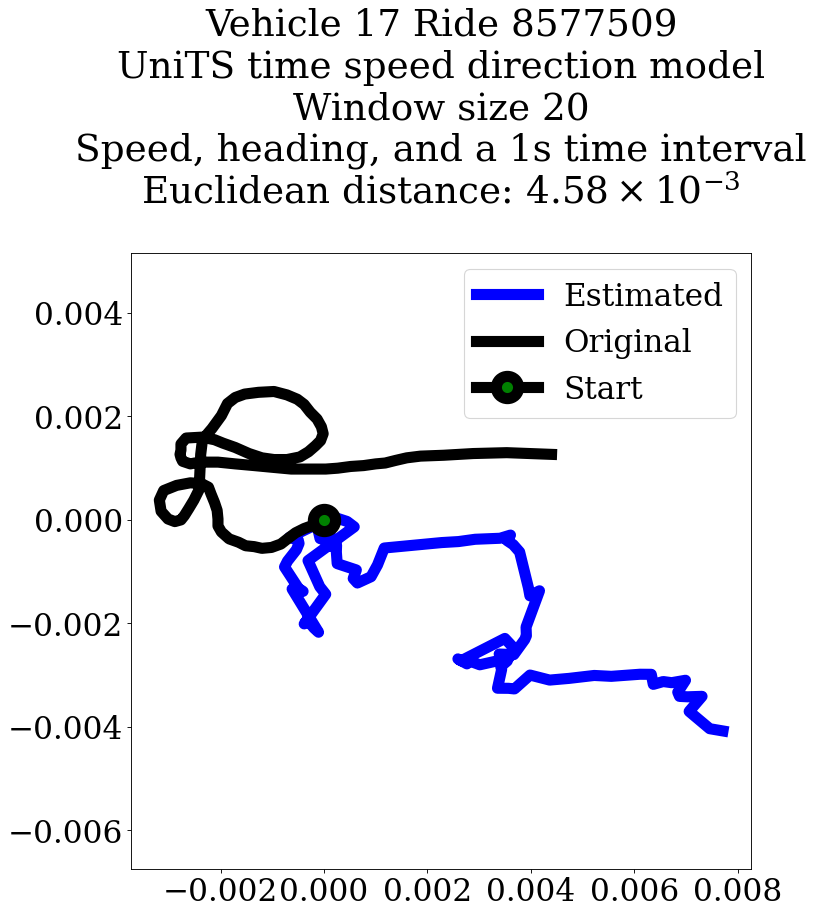 Vehicle 17 Ride 8577509
UniTS time speed direction model
Window size 20
Speed, heading, and a 1s time interval
Euclidean distance: 4.58 × 10⁻³
Estimated
Original
Start
0.004
0.002
0.000
−0.002
−0.004
−0.006
−0.002 0.000 0.002 0.004 0.006 0.008